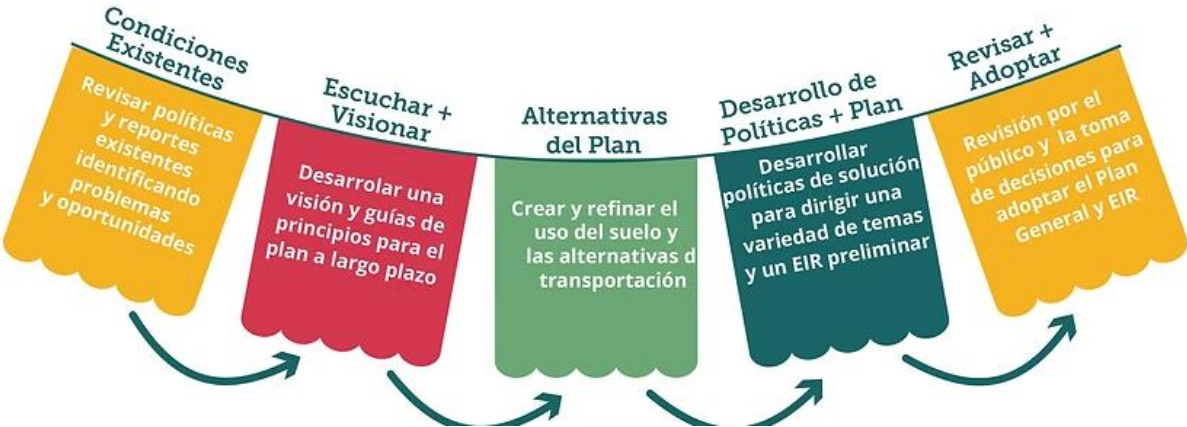 Condiciones
Existentes
Revisar políticas
y reportes
existentes
identificando
problemas
y oportunidades
Escuchar +
Visionar
Desarrolar una
visión y guías de
principios para el
plan a largo plazo
Alternativas
del Plan
Crear y refinar el
uso del suelo y
las alternativas d
transportación
Desarrollo de
Políticas + Plan
Desarrollar
políticas de solución
para dirigir una
variedad de temas
y un EIR preliminar
Revisar +
Adoptar
Revisión por el
público y la toma
de decisiones para
adoptar el Plan
General y EIR